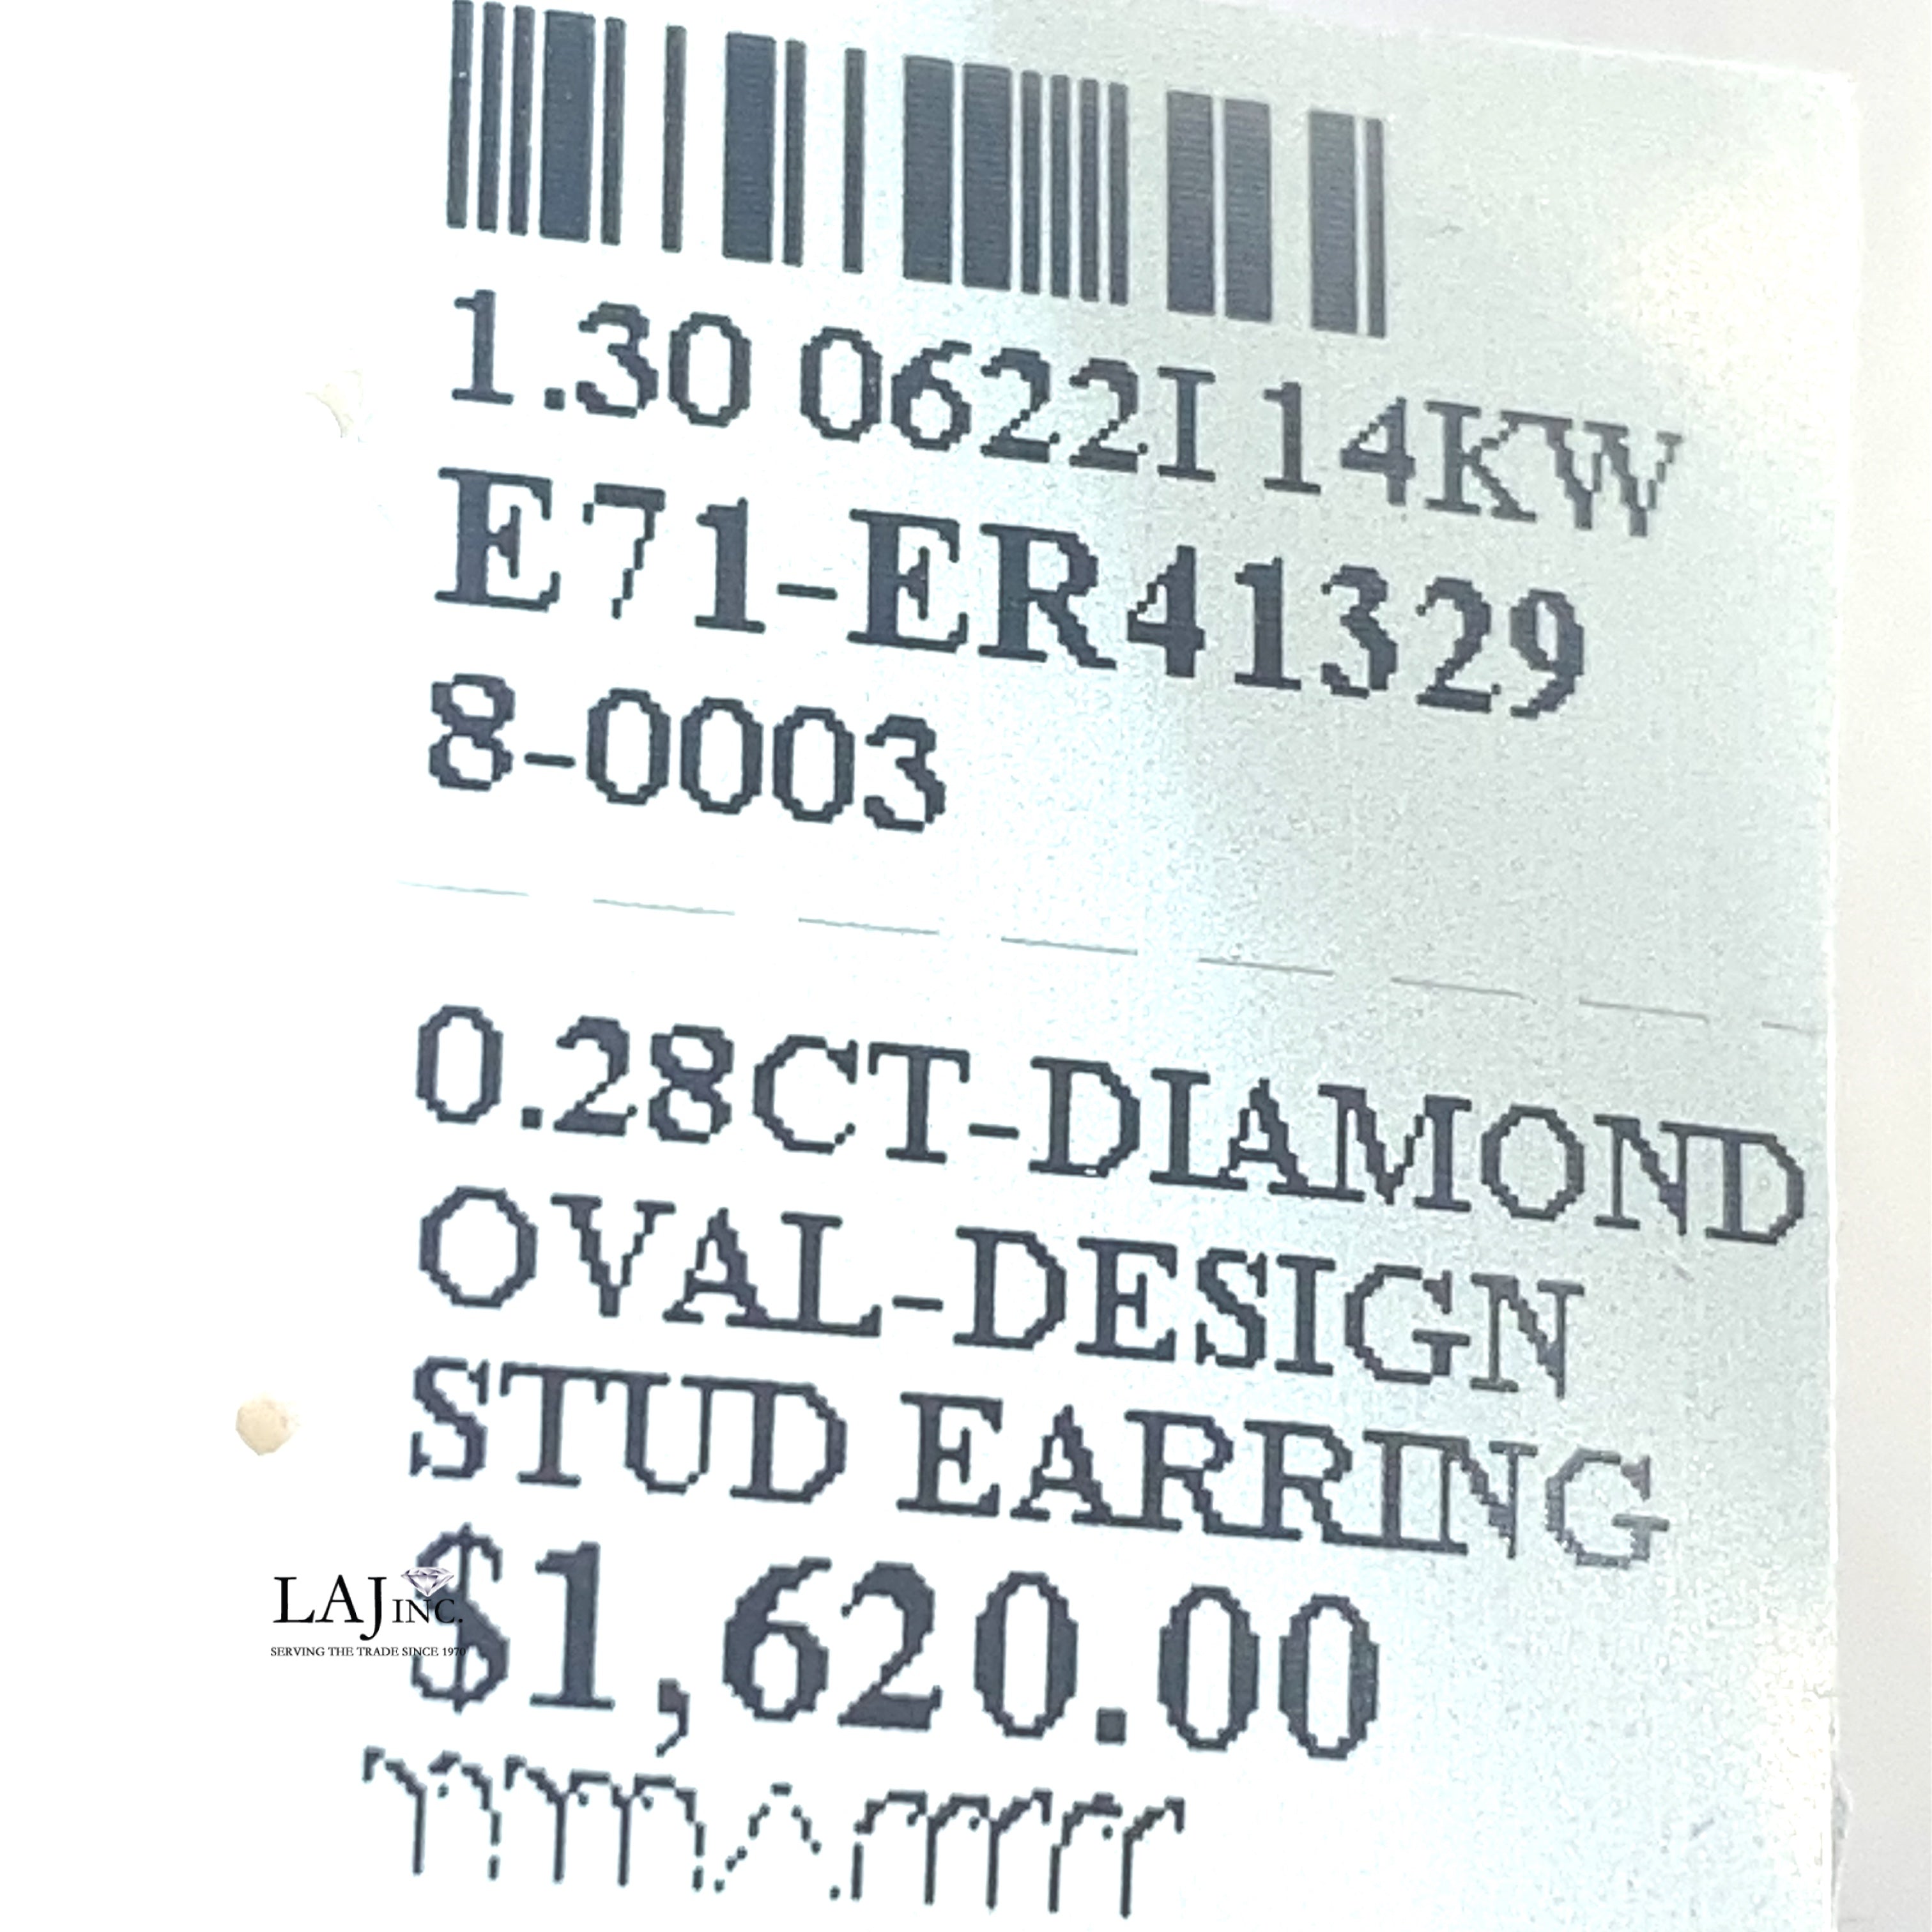 1.30 0622I 14KW
E71-ER41329
8-0003
0.28CT-DIAMOND
OVAL-DESIGN
STUD EARRING
$1,620.00
LAJ INC.
SERVING THE TRADE SINCE 1970